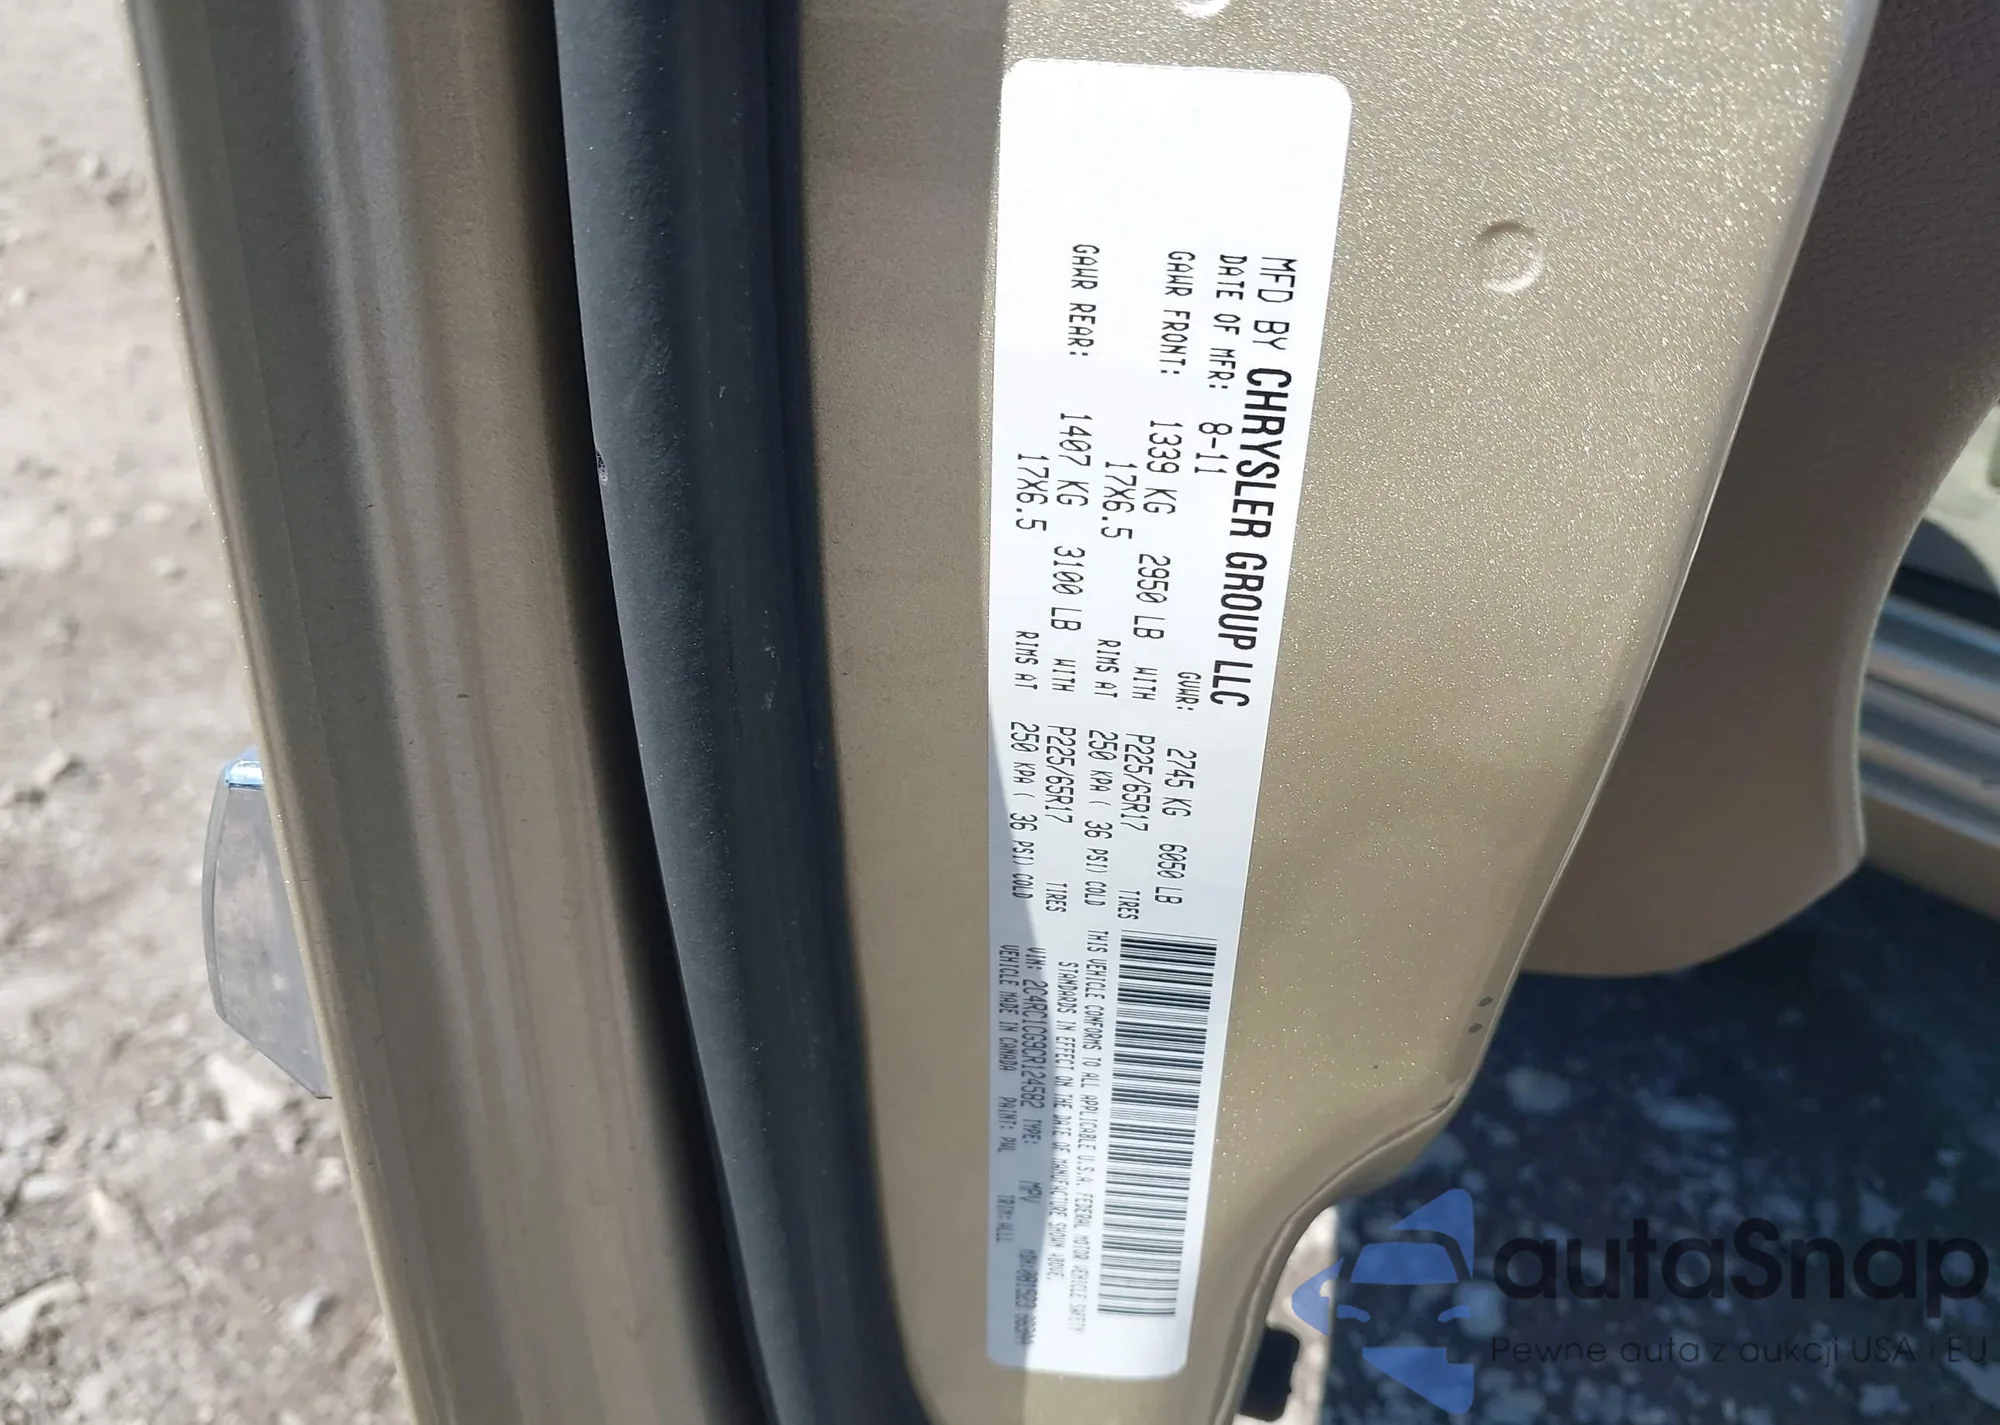 MFD BY CHRYSLER GROUP LLC
DATE OF MFR: 8-11 GVWR: 2745 KG 6050 LB
GAWR FRONT: 1339 KG 2950 LB WITH P225/65R17 TIRES
17X6.5 RIMS AT 250 KPA ( 36 PSI) COLD
GAWR REAR: 1407 KG 3100 LB WITH P225/65R17 TIRES
17X6.5 RIMS AT 250 KPA ( 36 PSI) COLD
THIS VEHICLE CONFORMS TO ALL APPLICABLE U.S.A. FEDERAL MOTOR VEHICLE SAFETY
STANDARDS IN EFFECT ON THE DATE OF MANUFACTURE SHOWN ABOVE.
VIN: 2C4RC1CG9CR124582 TYPE: MPV
VEHICLE MADE IN CANADA PAINT: PWL TRIM:
autaSnap
Pewne auta z aukcji USA i EU